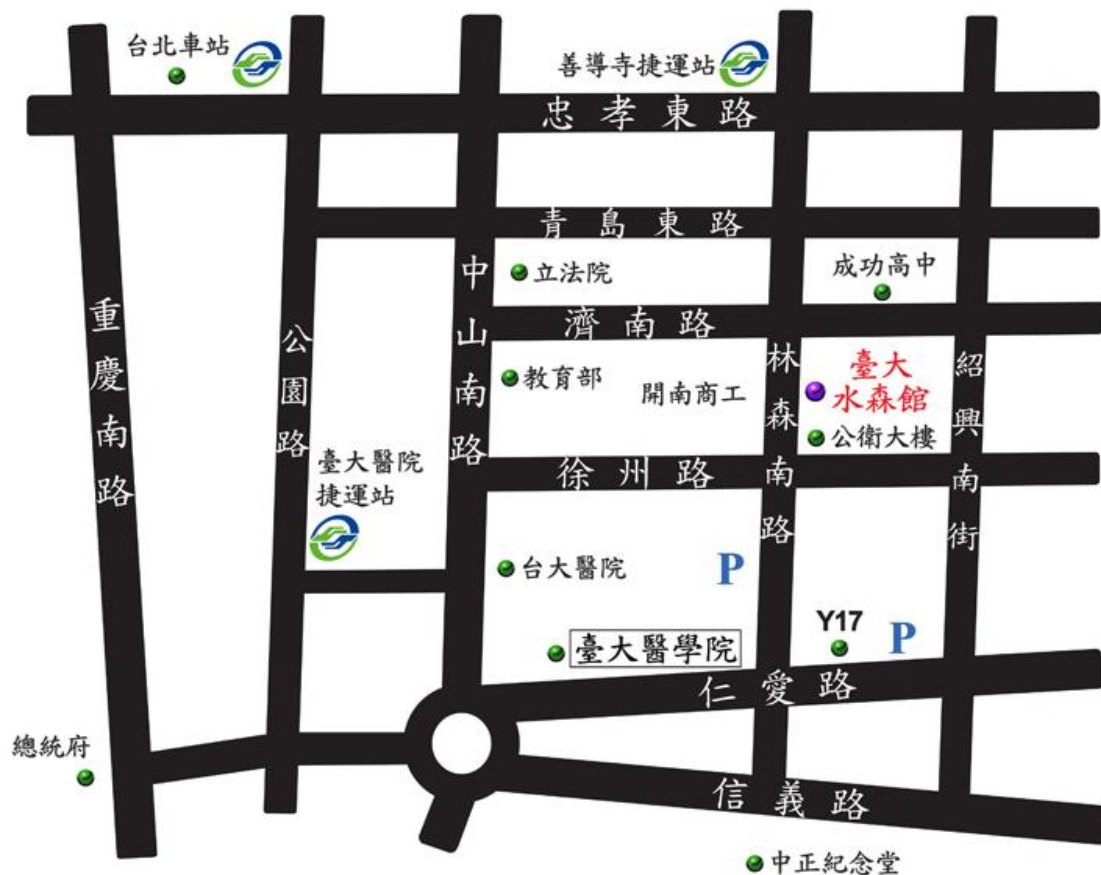 台北車站
善導寺捷運站
忠孝東路
青島東路
立法院
成功高中
濟南路
重慶南路
公園路
中山南路
林森南路
紹興南街
教育部
開南商工
臺大
水森館
公衛大樓
臺大醫院
捷運站
徐州路
台大醫院
P
Y17
P
臺大醫學院
仁愛路
總統府
信義路
中正紀念堂